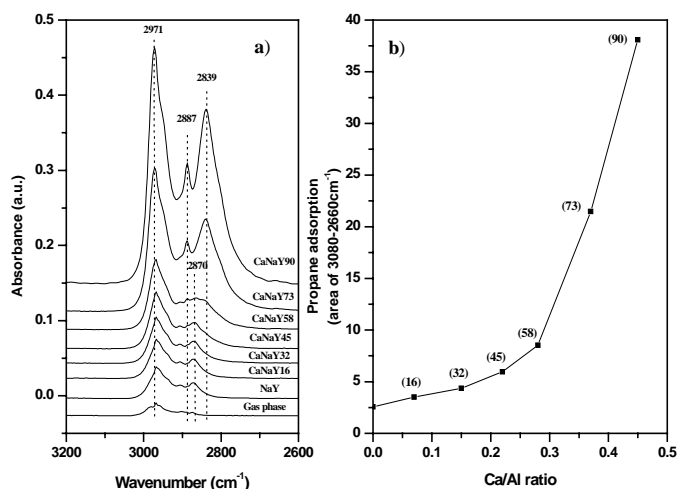 a)
2971
2887
2839
2870
CaNaY90
CaNaY73
CaNaY58
CaNaY45
CaNaY32
CaNaY16
NaY
Gas phase
0.5
0.4
0.3
0.2
0.1
0.0
Absorbance (a.u.)
3200 3000 2800 2600
Wavenumber (cm⁻¹)
b)
(90)
(73)
(58)
(45)
(32)
(16)
40
35
30
25
20
15
10
5
0
Propane adsorption
(area of 3080-2660cm⁻¹)
0.0 0.1 0.2 0.3 0.4 0.5
Ca/Al ratio